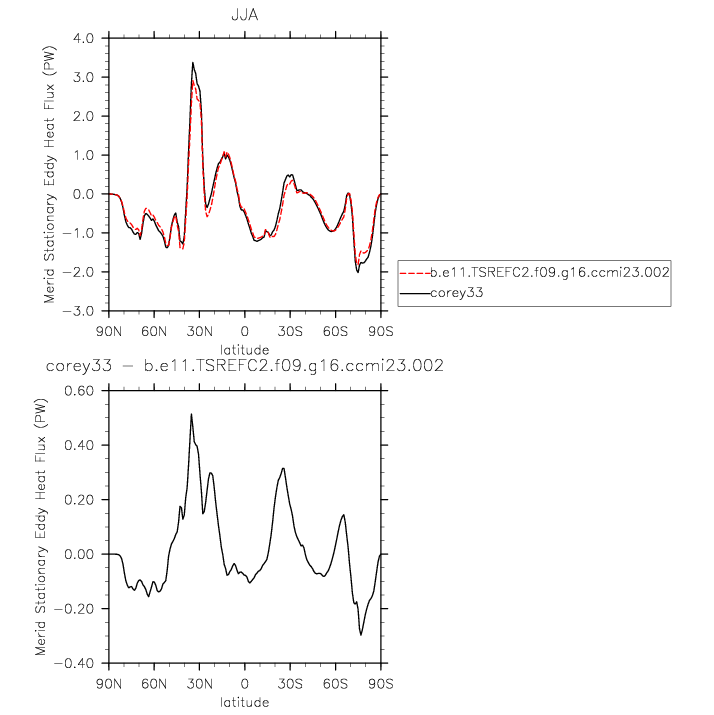 JJA
Merid Stationary Eddy Heat Flux (PW)
4.0
3.0
2.0
1.0
0.0
−1.0
−2.0
−3.0
90N 60N 30N 0 30S 60S 90S
latitude
b.e11.TSREFC2.f09.g16.ccmi23.002
corey33
corey33 − b.e11.TSREFC2.f09.g16.ccmi23.002
Merid Stationary Eddy Heat Flux (PW)
0.60
0.40
0.20
0.00
−0.20
−0.40
90N 60N 30N 0 30S 60S 90S
latitude